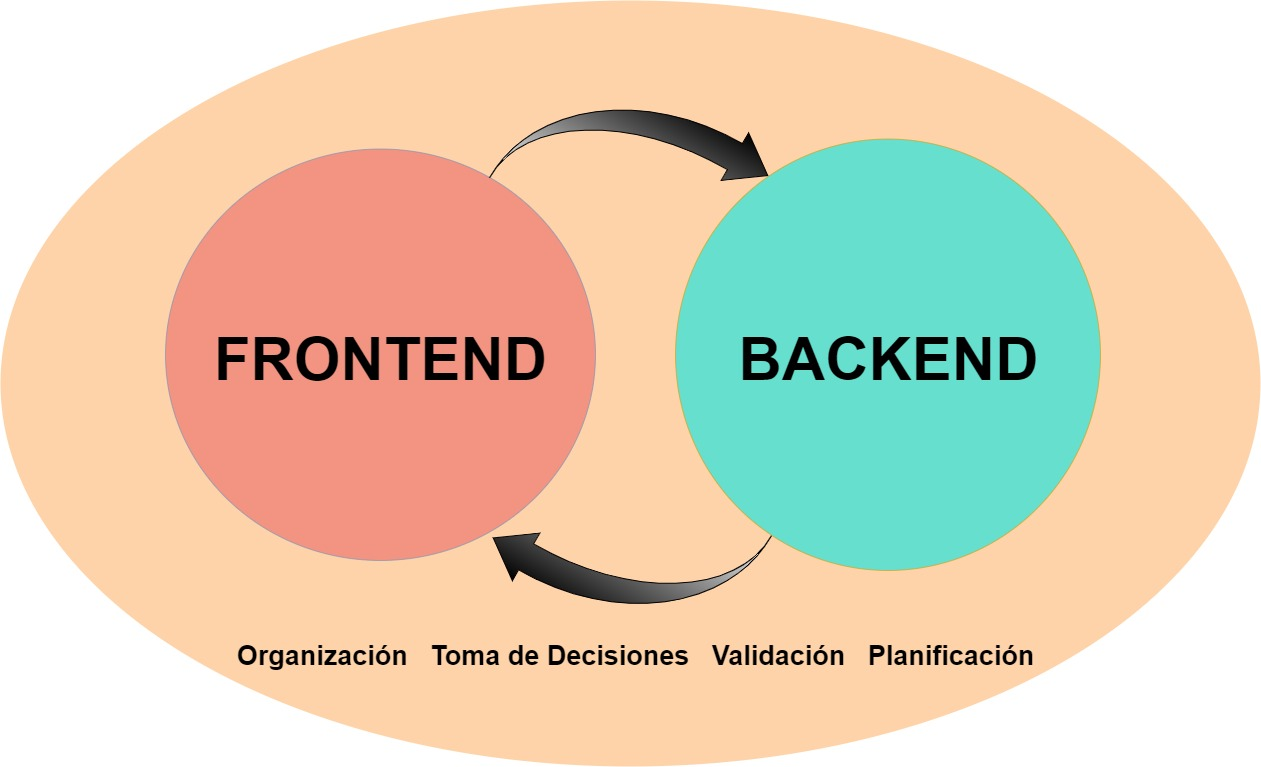 FRONTEND BACKEND
Organización Toma de Decisiones Validación Planificación